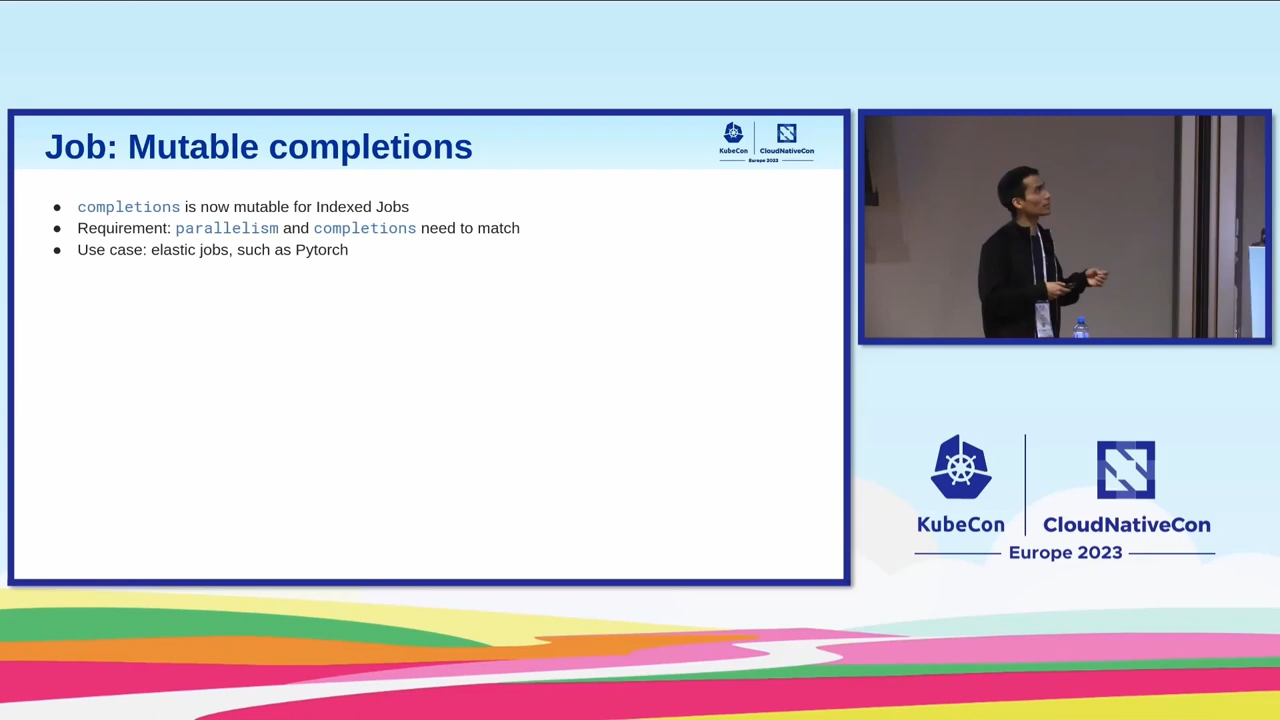 Job: Mutable completions
KubeCon
CloudNativeCon
Europe 2023
● completions is now mutable for Indexed Jobs
● Requirement: parallelism and completions need to match
● Use case: elastic jobs, such as Pytorch
KubeCon
CloudNativeCon
Europe 2023